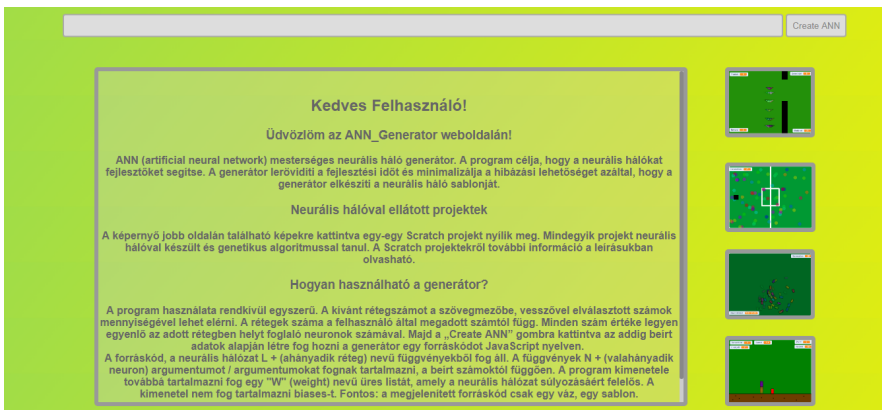 Create ANN
Kedves Felhasználó!
Üdvözlöm az ANN_Generator weboldalán!
ANN (artificial neural network) mesterséges neurális háló generátor. A program célja, hogy a neurális hálókat
fejlesztőket segítse. A generátor lerövidíti a fejlesztési időt és minimalizálja a hibázási lehetőséget azáltal, hogy a
generátor elkészíti a neurális háló sablonját.
Neurális hálóval ellátott projektek
A képernyő jobb oldalán található képekre kattintva egy-egy Scratch projekt nyílik meg. Mindegyik projekt neurális
hálóval készült és genetikus algoritmussal tanul. A Scratch projektekről további információ a leírásukban
olvasható.
Hogyan használható a generátor?
A program használata rendkívül egyszerű. A kívánt rétegszámot a szövegmezőbe, vesszővel elválasztott számok
mennyiségével lehet elérni. A rétegek száma a felhasználó által megadott számtól függ. Minden szám értéke legyen
egyenlő az adott rétegben helyt foglaló neuronok számával. Majd a „Create ANN” gombra kattintva az addig beírt
adatok alapján létre fog hozni a generátor egy forráskódot JavaScript nyelven.
A forráskód, a neurális hálózat L + (ahányadik réteg) nevű függvényekből fog áll. A függvények N + (valahányadik
neuron) argumentumot / argumentumokat fognak tartalmazni, a beírt számoktól függően. A program kimenetele
továbbá tartalmazni fog egy "W" (weight) nevű üres listát, amely a neurális hálózat súlyozásáért felelős. A
kimenetel nem fog tartalmazni biases-t. Fontos: a megjelenített forráskód csak egy váz, egy sablon.